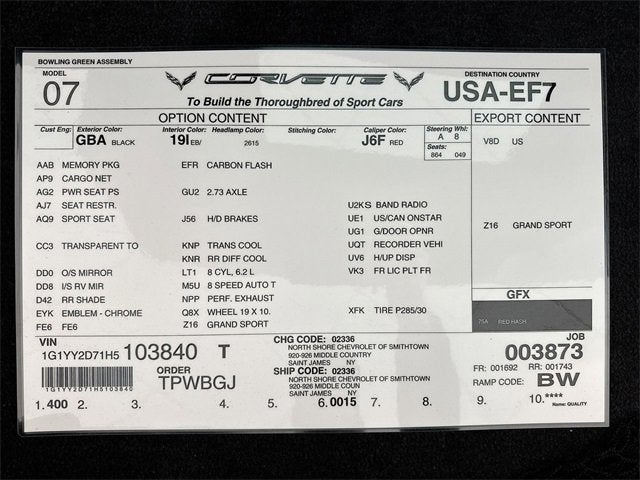 BOWLING GREEN ASSEMBLY
MODEL
07
CORVETTE
To Build the Thoroughbred of Sport Cars
DESTINATION COUNTRY
USA-EF7
OPTION CONTENT
EXPORT CONTENT
Cust Eng: Exterior Color: Interior Color: Headlamp Color: Stitching Color: Caliper Color: Steering Whl:
GBA BLACK 19I EB/ 2615 J6F RED A 8
Seats:
864 049
V8D US
AAB MEMORY PKG EFR CARBON FLASH
AP9 CARGO NET
AG2 PWR SEAT PS GU2 2.73 AXLE
AJ7 SEAT RESTR. U2KS BAND RADIO
AQ9 SPORT SEAT J56 H/D BRAKES UE1 US/CAN ONSTAR
UG1 G/DOOR OPNR Z16 GRAND SPORT
CC3 TRANSPARENT TO KNP TRANS COOL UQT RECORDER VEHI
KNR RR DIFF COOL UV6 H/UP DISP
DD0 O/S MIRROR LT1 8 CYL, 6.2 L VK3 FR LIC PLT FR
DD8 I/S RV MIR M5U 8 SPEED AUTO T
D42 RR SHADE NPP PERF. EXHAUST GFX
EYK EMBLEM - CHROME Q8X WHEEL 19 X 10. XFK TIRE P285/30
FE6 FE6 Z16 GRAND SPORT 75A RED HASH
VIN
1G1YY2D71H5 103840 T
1G1YY2D71H5103840
ORDER
TPWBGJ
CHG CODE: 02336
NORTH SHORE CHEVROLET OF SMITHTOWN
920-926 MIDDLE COUNTRY
SAINT JAMES NY
SHIP CODE: 02336
NORTH SHORE CHEVROLET OF SMITHTOWN
920-926 MIDDLE COUN
SAINT JAMES NY
JOB
003873
FR: 001692 RR: 001743
RAMP CODE: BW
1. 400 2. 3. 4. 5. 6. 0015 7. 8. 9. 10. ****
Name: QUALITY